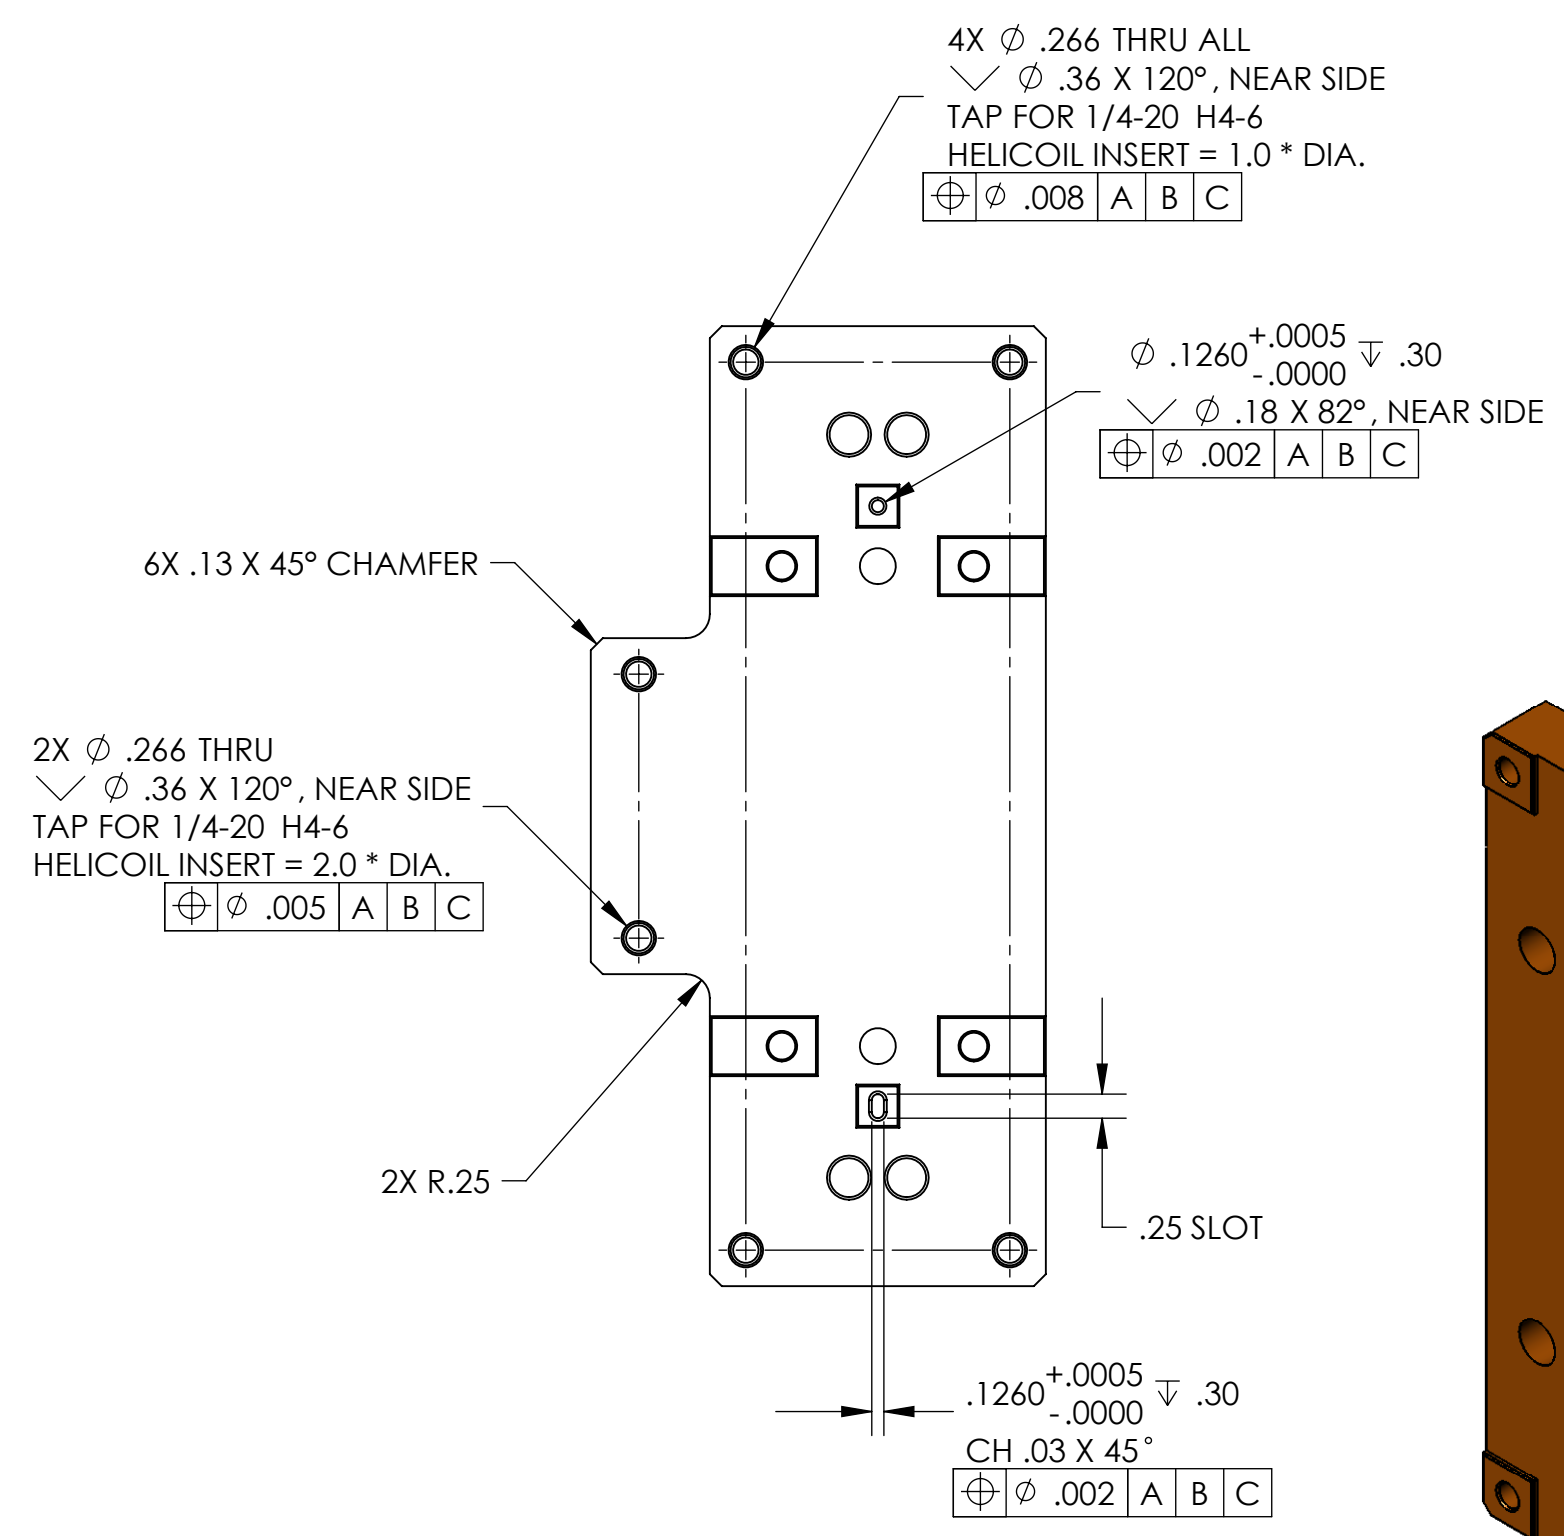 4X ⌀ .266 THRU ALL
⌵ ⌀ .36 X 120°, NEAR SIDE
TAP FOR 1/4-20 H4-6
HELICOIL INSERT = 1.0 * DIA.
⌖ ⌀ .008 A B C
⌀ .1260 +.0005 -.0000 ↧ .30
⌵ ⌀ .18 X 82°, NEAR SIDE
⌖ ⌀ .002 A B C
6X .13 X 45° CHAMFER
2X ⌀ .266 THRU
⌵ ⌀ .36 X 120°, NEAR SIDE
TAP FOR 1/4-20 H4-6
HELICOIL INSERT = 2.0 * DIA.
⌖ ⌀ .005 A B C
2X R.25
.25 SLOT
.1260 +.0005 -.0000 ↧ .30
CH .03 X 45°
⌖ ⌀ .002 A B C